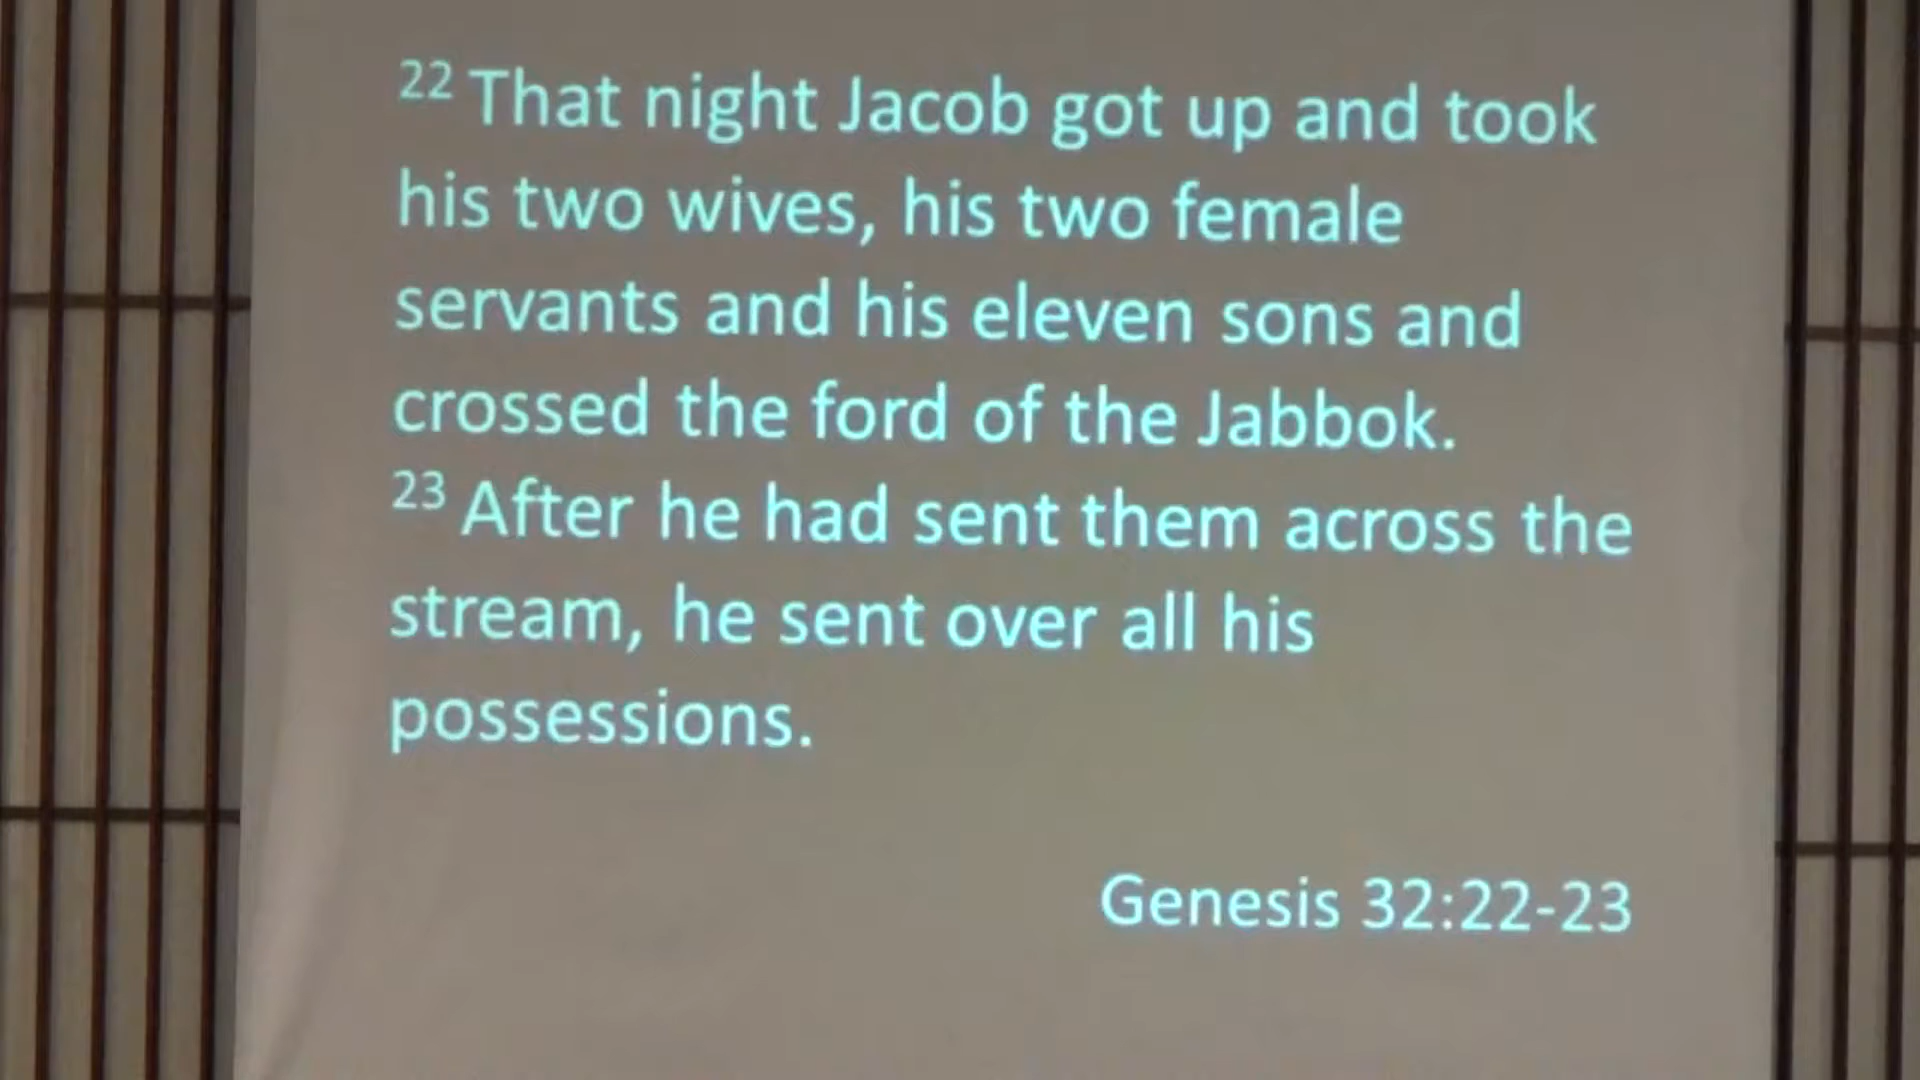 22 That night Jacob got up and took
his two wives, his two female
servants and his eleven sons and
crossed the ford of the Jabbok.
23 After he had sent them across the
stream, he sent over all his
possessions.
Genesis 32:22-23